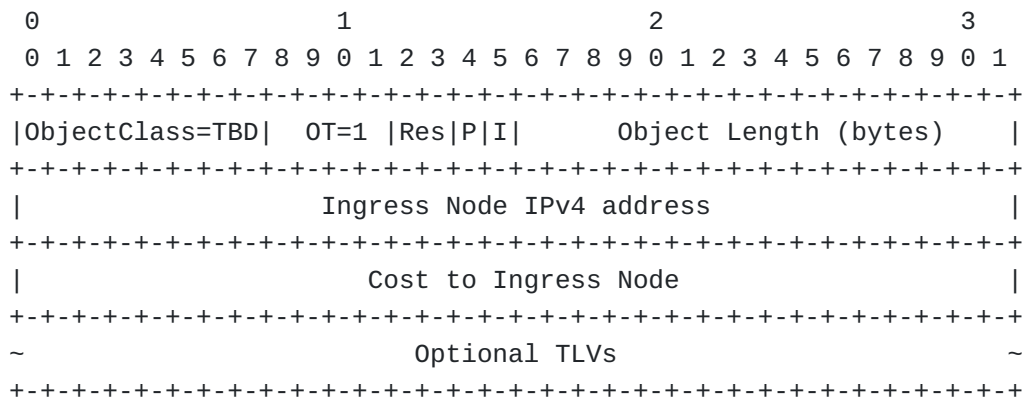 0                   1                   2                   3
 0 1 2 3 4 5 6 7 8 9 0 1 2 3 4 5 6 7 8 9 0 1 2 3 4 5 6 7 8 9 0 1
+-+-+-+-+-+-+-+-+-+-+-+-+-+-+-+-+-+-+-+-+-+-+-+-+-+-+-+-+-+-+-+-+
|ObjectClass=TBD|  OT=1 |Res|P|I|      Object Length (bytes)    |
+-+-+-+-+-+-+-+-+-+-+-+-+-+-+-+-+-+-+-+-+-+-+-+-+-+-+-+-+-+-+-+-+
|                   Ingress Node IPv4 address                   |
+-+-+-+-+-+-+-+-+-+-+-+-+-+-+-+-+-+-+-+-+-+-+-+-+-+-+-+-+-+-+-+-+
|                      Cost to Ingress Node                     |
+-+-+-+-+-+-+-+-+-+-+-+-+-+-+-+-+-+-+-+-+-+-+-+-+-+-+-+-+-+-+-+-+
~                         Optional TLVs                         ~
+-+-+-+-+-+-+-+-+-+-+-+-+-+-+-+-+-+-+-+-+-+-+-+-+-+-+-+-+-+-+-+-+